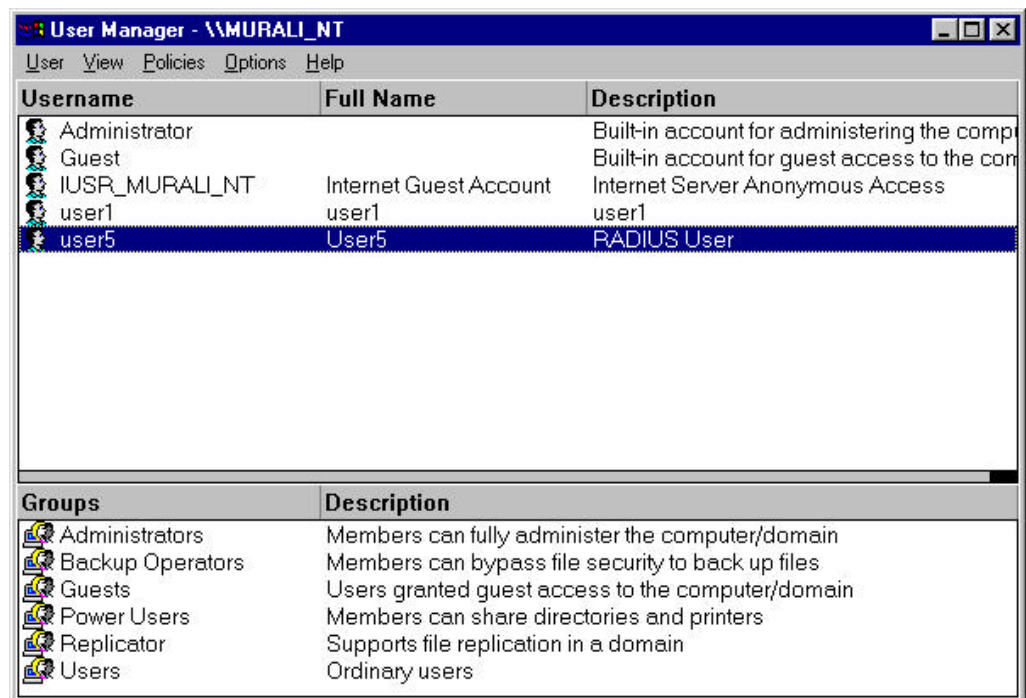 User Manager - \\MURALI_NT
User View Policies Options Help
Username Full Name Description
Administrator Built-in account for administering the comp
Guest Built-in account for guest access to the com
IUSR_MURALI_NT Internet Guest Account Internet Server Anonymous Access
user1 user1 user1
user5 User5 RADIUS User
Groups Description
Administrators Members can fully administer the computer/domain
Backup Operators Members can bypass file security to back up files
Guests Users granted guest access to the computer/domain
Power Users Members can share directories and printers
Replicator Supports file replication in a domain
Users Ordinary users